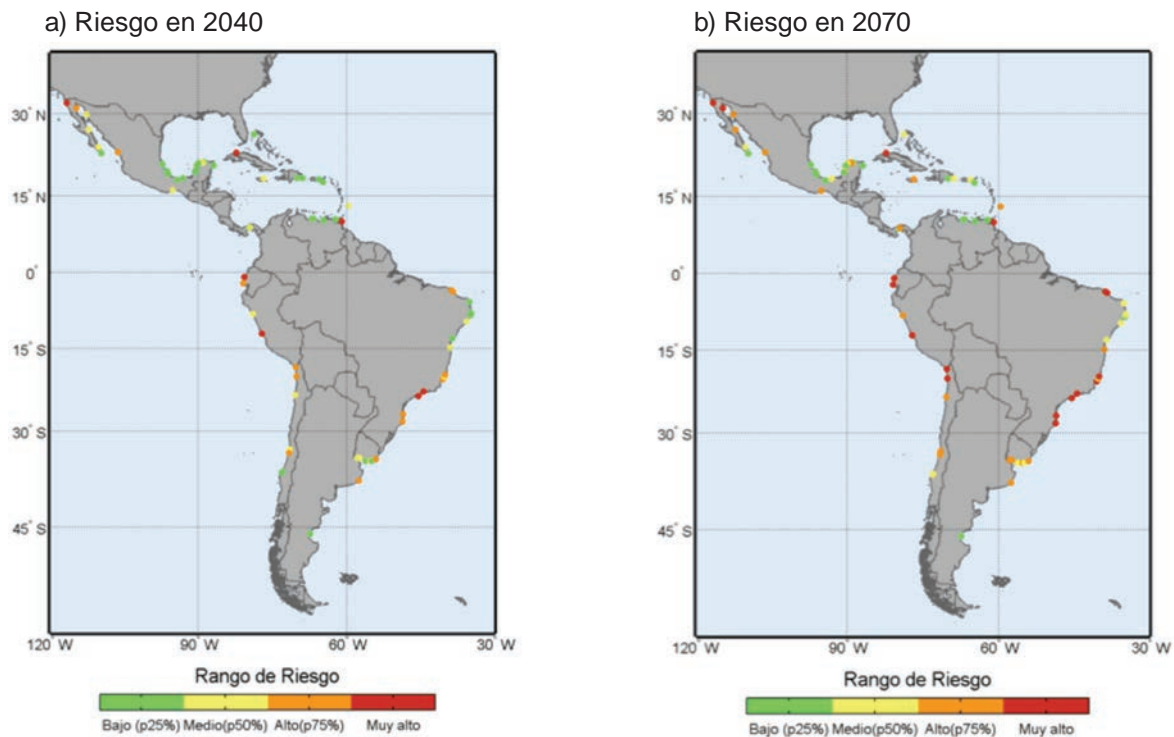 a) Riesgo en 2040
30° N
15° N
0°
15° S
30° S
45° S
120° W 90° W 60° W 30° W
Rango de Riesgo
Bajo (p25%) Medio(p50%) Alto(p75%) Muy alto
b) Riesgo en 2070
30° N
15° N
0°
15° S
30° S
45° S
120° W 90° W 60° W 30° W
Rango de Riesgo
Bajo (p25%) Medio(p50%) Alto(p75%) Muy alto